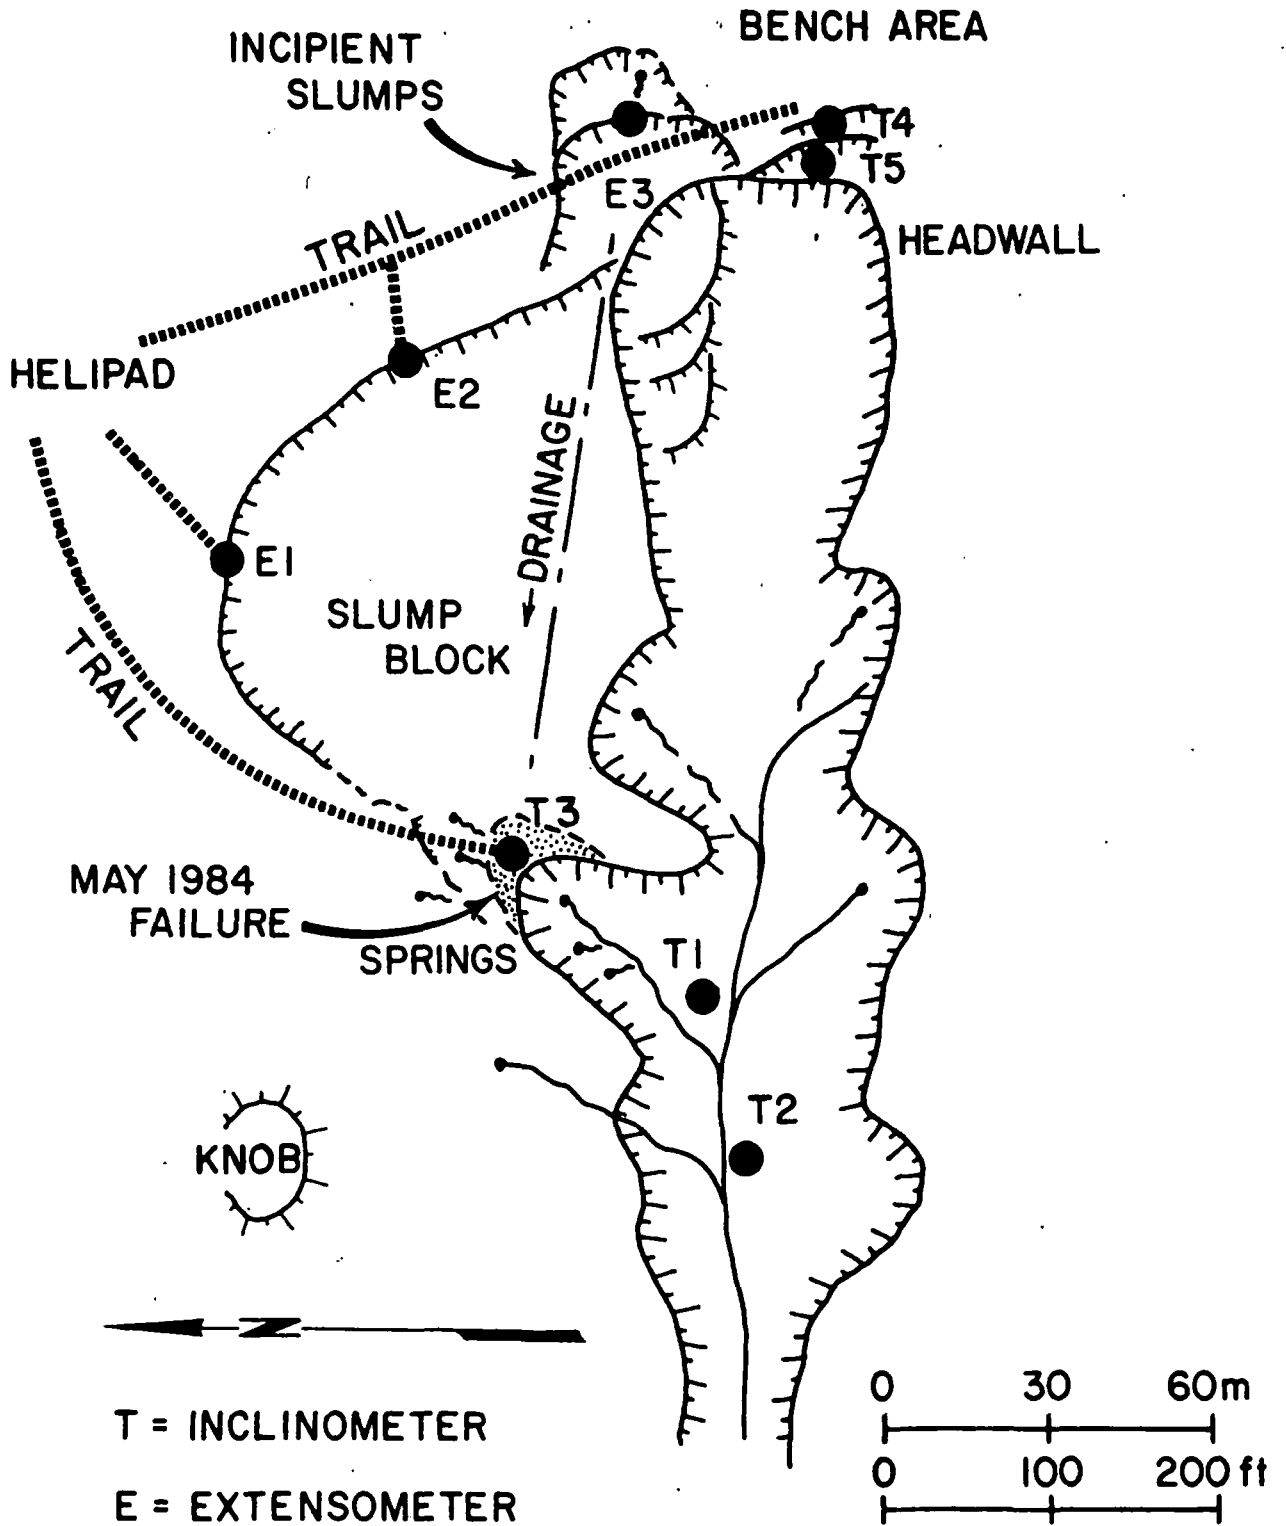 BENCH AREA
INCIPIENT
SLUMPS
T4
T5
E3
TRAIL
HEADWALL
HELIPAD
E2
DRAINAGE
E1
SLUMP
BLOCK
TRAIL
T3
MAY 1984
FAILURE
SPRINGS
T1
T2
KNOB
N
0 30 60m
T = INCLINOMETER
0 100 200 ft
E = EXTENSOMETER